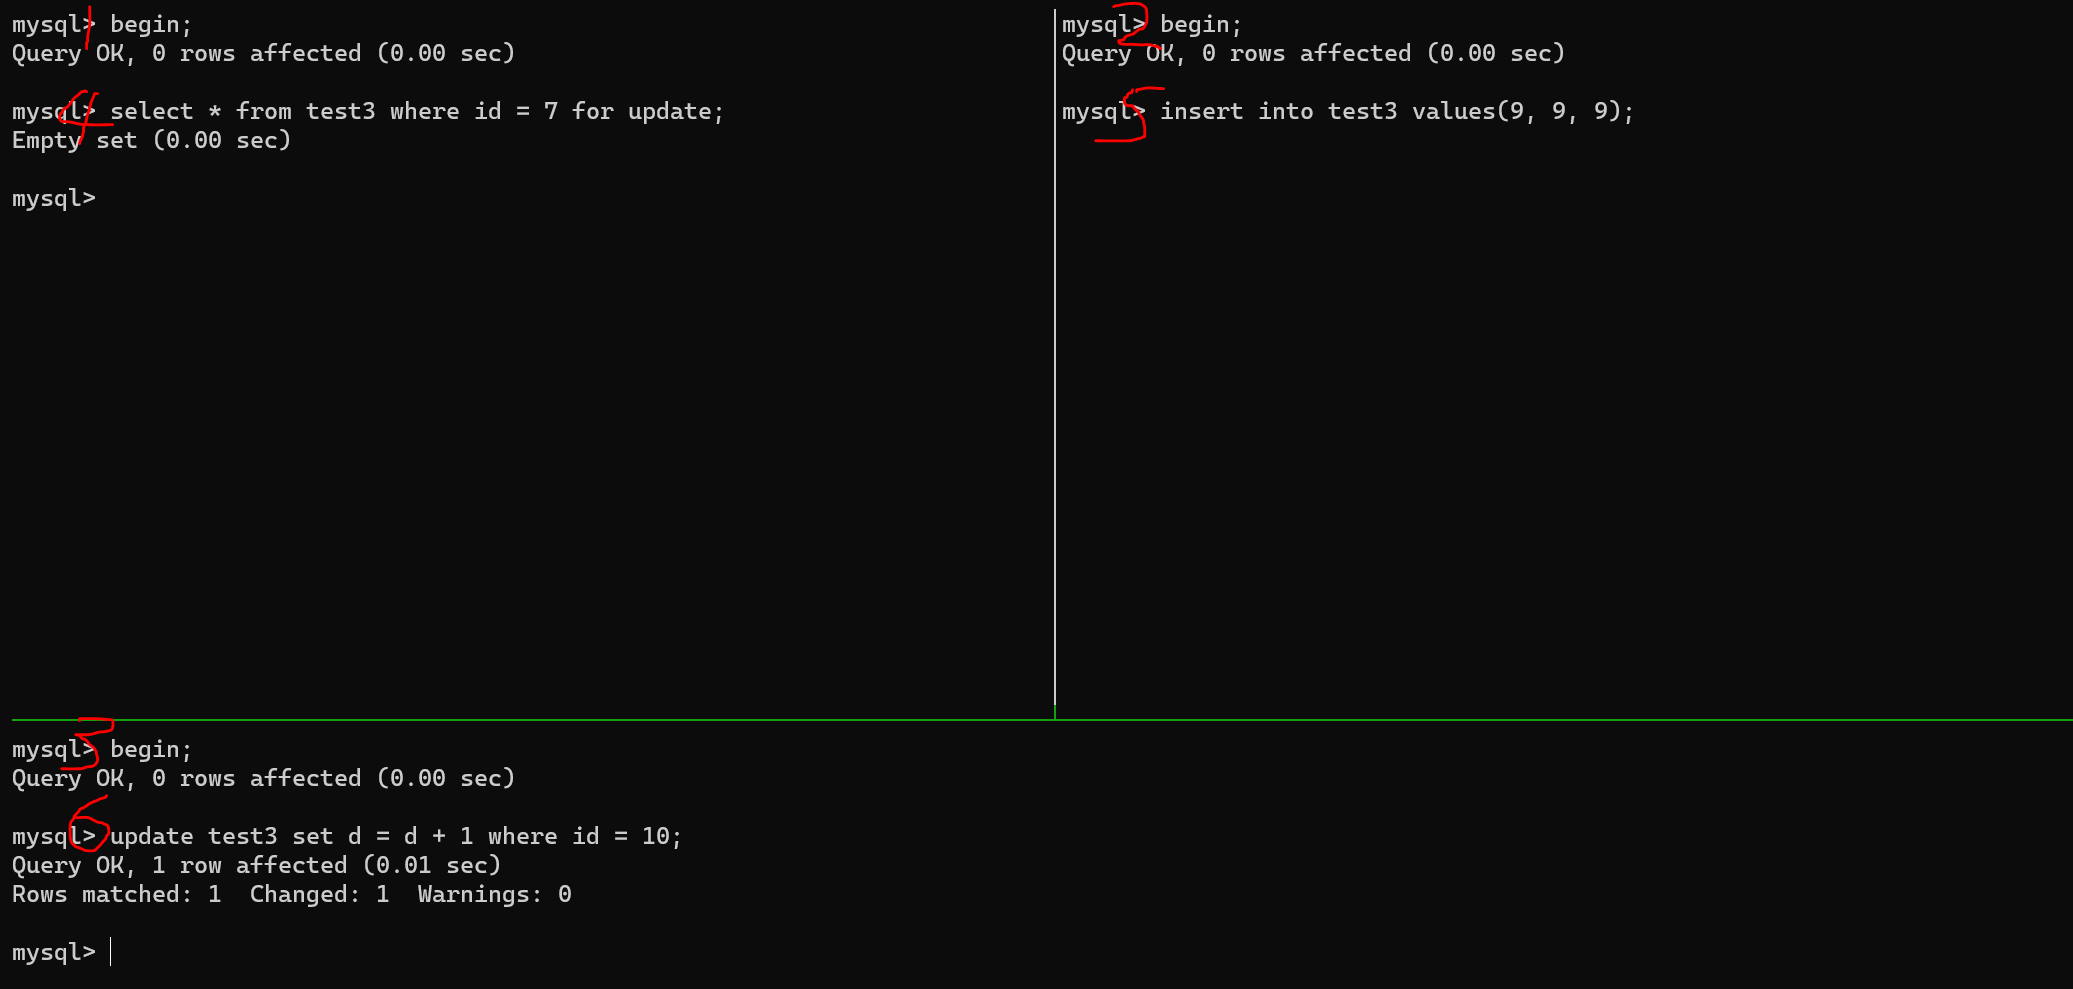 mysql> begin;
Query OK, 0 rows affected (0.00 sec)
mysql> select * from test3 where id = 7 for update;
Empty set (0.00 sec)
mysql>
mysql> begin;
Query OK, 0 rows affected (0.00 sec)
mysql> insert into test3 values(9, 9, 9);
mysql> begin;
Query OK, 0 rows affected (0.00 sec)
mysql> update test3 set d = d + 1 where id = 10;
Query OK, 1 row affected (0.01 sec)
Rows matched: 1  Changed: 1  Warnings: 0
mysql>
1
4
2
5
3
6